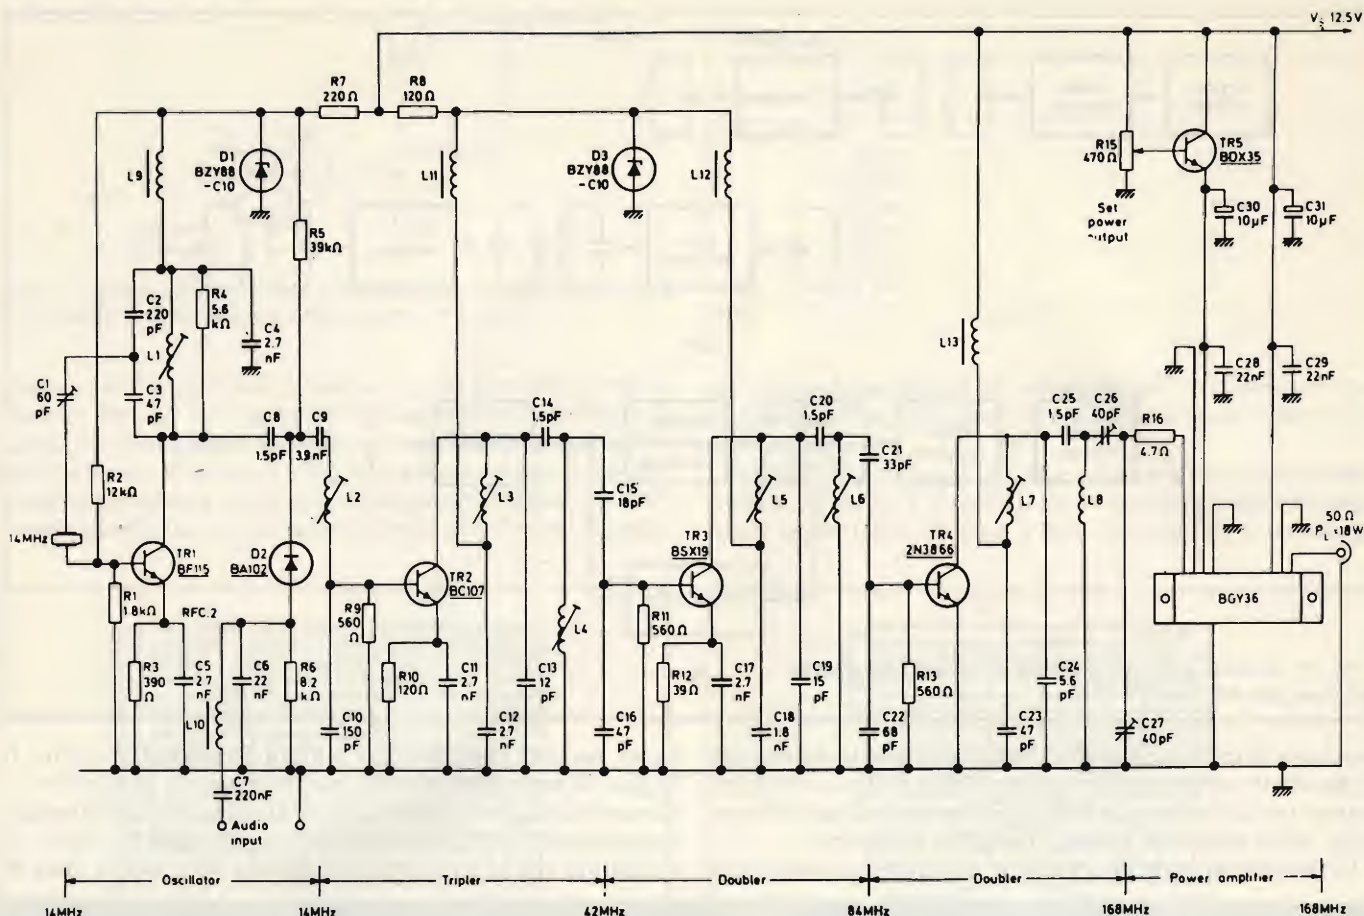 V
S
12.5V
R7
220Ω
R8
120Ω
L9
D1
BZY88
-C10
L11
D3
BZY88
-C10
L12
R15
470Ω
TR5
BDX35
R5
39kΩ
Set
power
C30
10µF
C31
10µF
C2
220
pF
R4
5.6
kΩ
L1
C4
2.7
nF
L13
C28
22nF
C29
22nF
C1
60
pF
C3
47
pF
C8
1.5pF
C9
3.9nF
C14
1.5pF
C20
1.5pF
C25
1.5pF
C26
40pF
R16
4.7Ω
R2
12kΩ
L2
L3
C15
18pF
L5
L6
C21
33pF
L7
L8
14MHz
TR1
BF115
D2
BA102
TR2
BC107
TR3
BSX19
TR4
2N3866
50 Ω
P
L
=18W
BGY36
R1
1.8kΩ
RFC.2
R9
560
Ω
L4
R11
560Ω
R3
390
Ω
C5
2.7
nF
C6
22
nF
R6
8.2
kΩ
R10
120Ω
C11
2.7
nF
C13
12
pF
R12
39Ω
C17
2.7
nF
C19
15
pF
R13
560Ω
C24
5.6
pF
L10
C10
150
pF
C12
2.7
nF
C16
47
pF
C18
1.8
nF
C22
68
pF
C23
47
pF
C27
40pF
C7
220nF
Audio
input
Oscillator
Tripler
Doubler
Doubler
Power amplifier
14MHz
14MHz
42MHz
84MHz
168MHz
168MHz